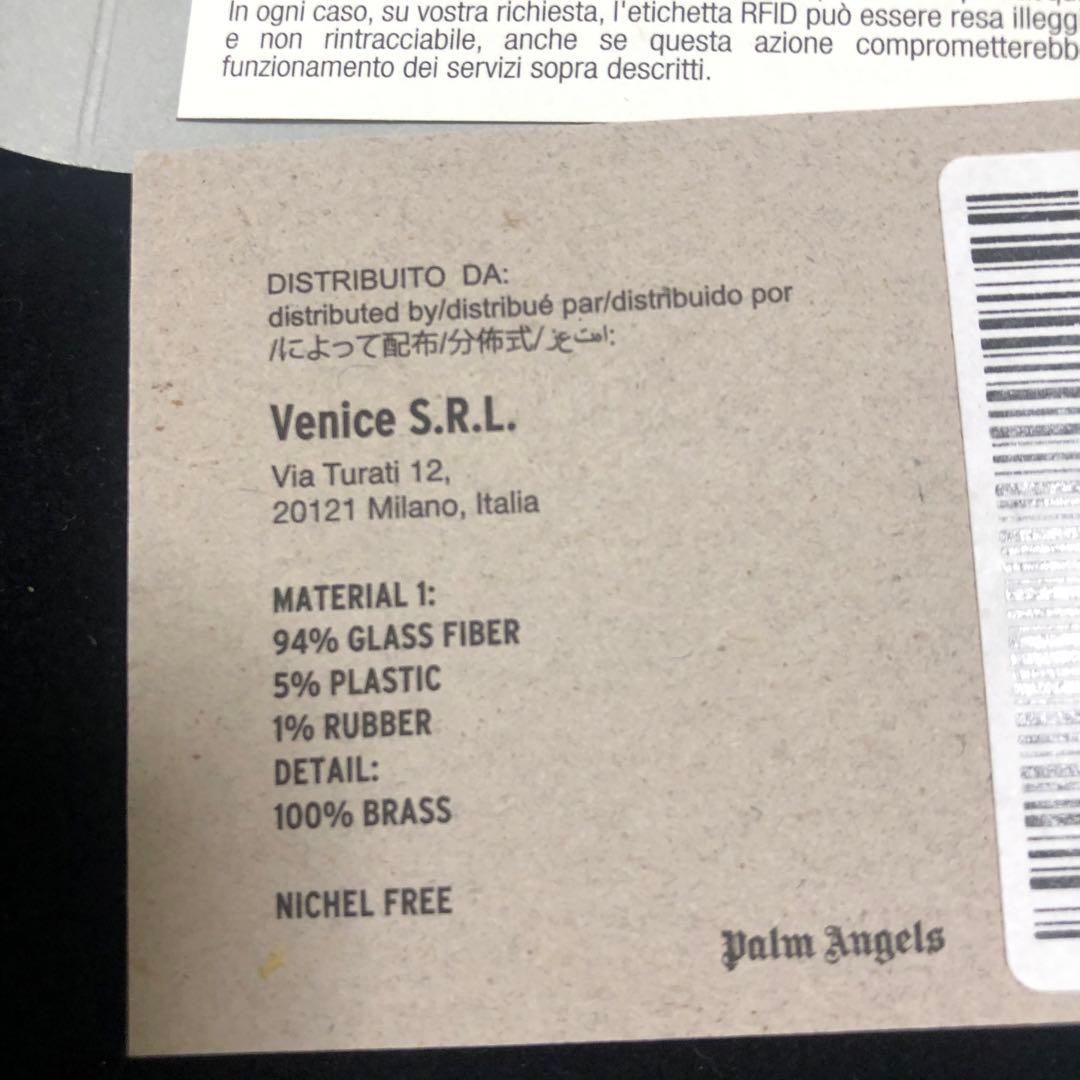 In ogni caso, su vostra richiesta, l'etichetta RFID può essere resa illegg
e non rintracciabile, anche se questa azione comprometterebb
funzionamento dei servizi sopra descritti.
DISTRIBUITO DA:
distributed by/distribué par/distribuido por
/によって配布/分佈式/
Venice S.R.L.
Via Turati 12,
20121 Milano, Italia
MATERIAL 1:
94% GLASS FIBER
5% PLASTIC
1% RUBBER
DETAIL:
100% BRASS
NICHEL FREE
Palm Angels